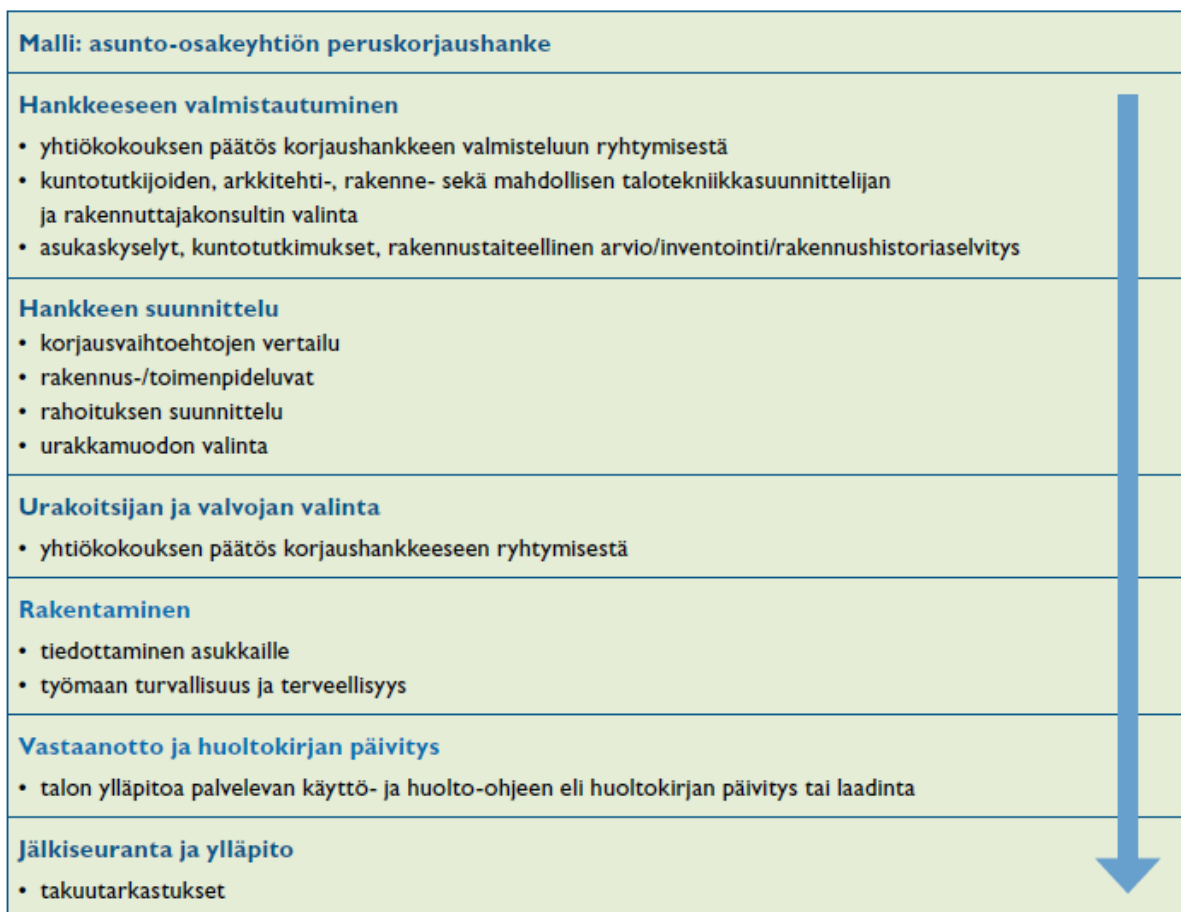 Malli: asunto-osakeyhtiön peruskorjaushanke
Hankkeeseen valmistautuminen
• yhtiökokouksen päätös korjaushankkeen valmisteluun ryhtymisestä
• kuntotutkijoiden, arkkitehti-, rakenne- sekä mahdollisen talotekniikkasuunnittelijan
ja rakennuttajakonsultin valinta
• asukaskyselyt, kuntotutkimukset, rakennustaiteellinen arvio/inventointi/rakennushistoriaselvitys
Hankkeen suunnittelu
• korjausvaihtoehtojen vertailu
• rakennus-/toimenpideluvat
• rahoituksen suunnittelu
• urakkamuodon valinta
Urakoitsijan ja valvojan valinta
• yhtiökokouksen päätös korjaushankkeeseen ryhtymisestä
Rakentaminen
• tiedottaminen asukkaille
• työmaan turvallisuus ja terveellisyys
Vastaanotto ja huoltokirjan päivitys
• talon ylläpitoa palvelevan käyttö- ja huolto-ohjeen eli huoltokirjan päivitys tai laadinta
Jälkiseuranta ja ylläpito
• takuutarkastukset